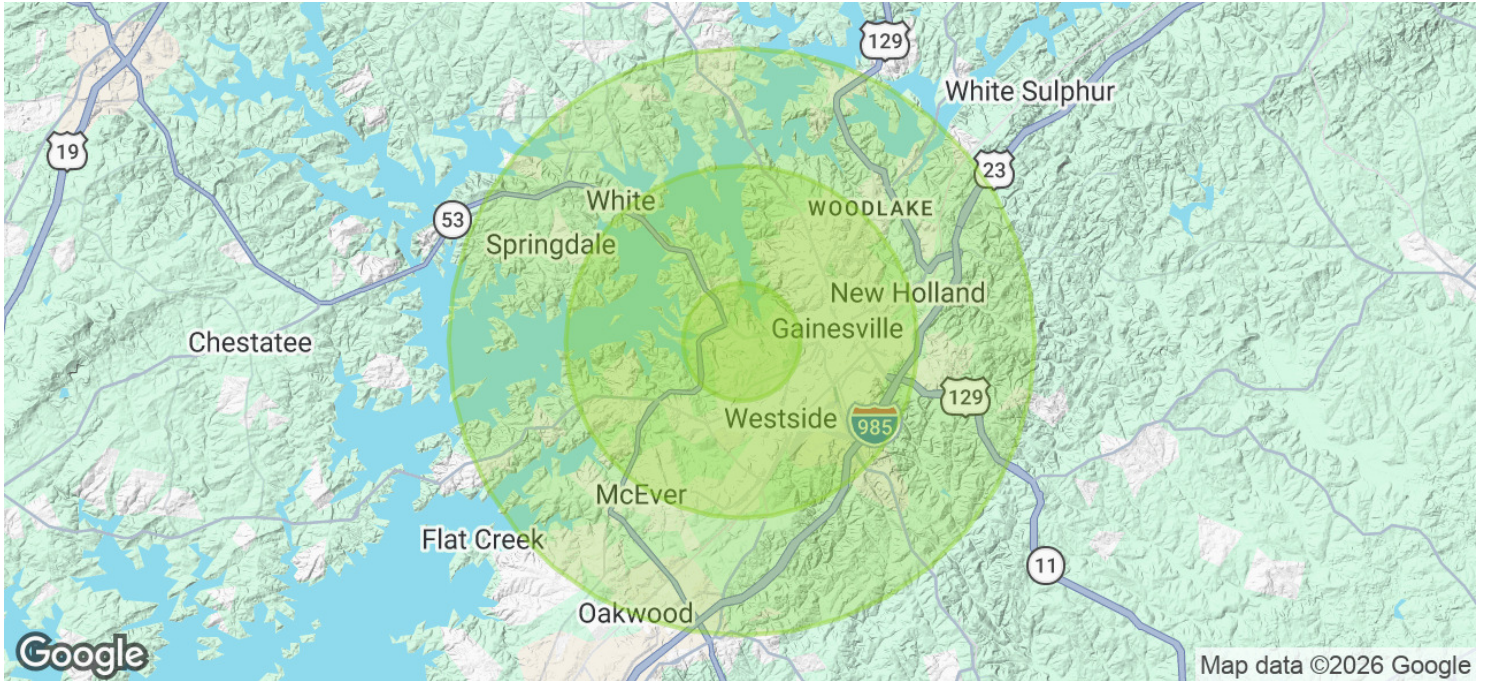 129
White Sulphur
19
23
White
WOODLAKE
53
Springdale
New Holland
Gainesville
Chestatee
129
Westside
985
McEver
Flat Creek
11
Oakwood
Google
Map data ©2026 Google